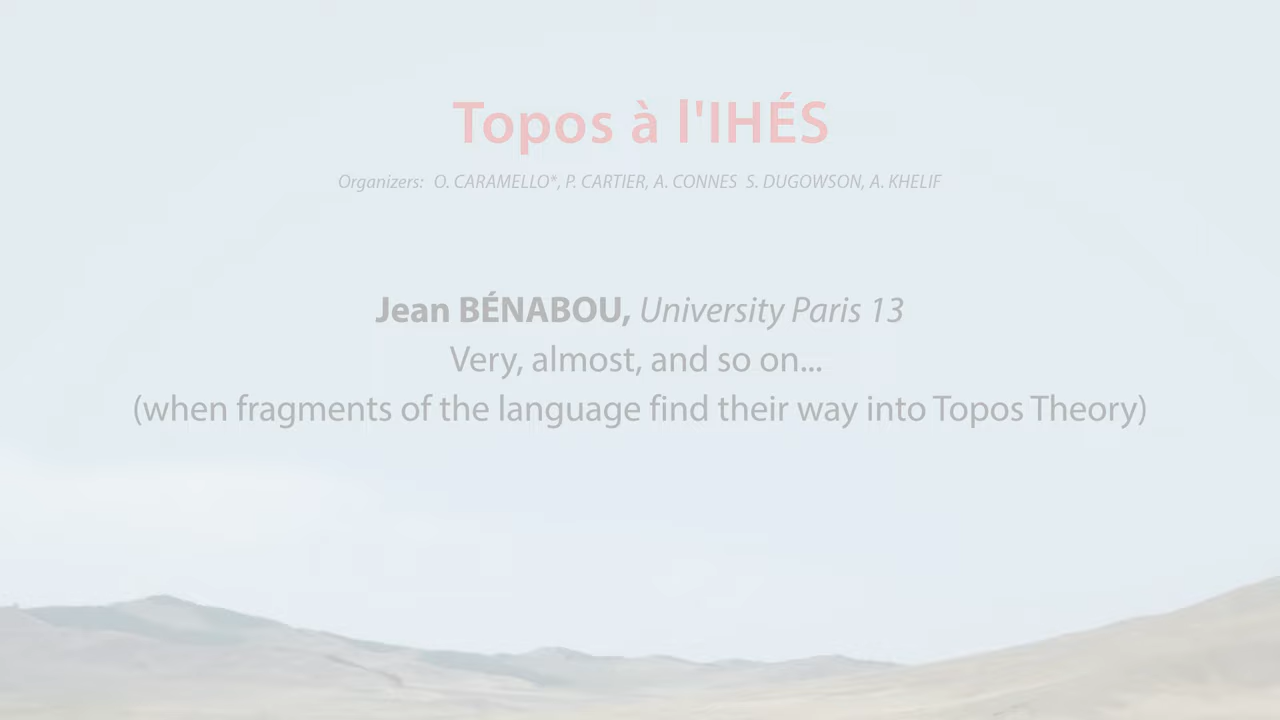 Topos à l'IHÉS
Organizers: O. CARAMELLO*, P. CARTIER, A. CONNES S. DUGOWSON, A. KHELIF
Jean BÉNABOU, University Paris 13
Very, almost, and so on...
(when fragments of the language find their way into Topos Theory)